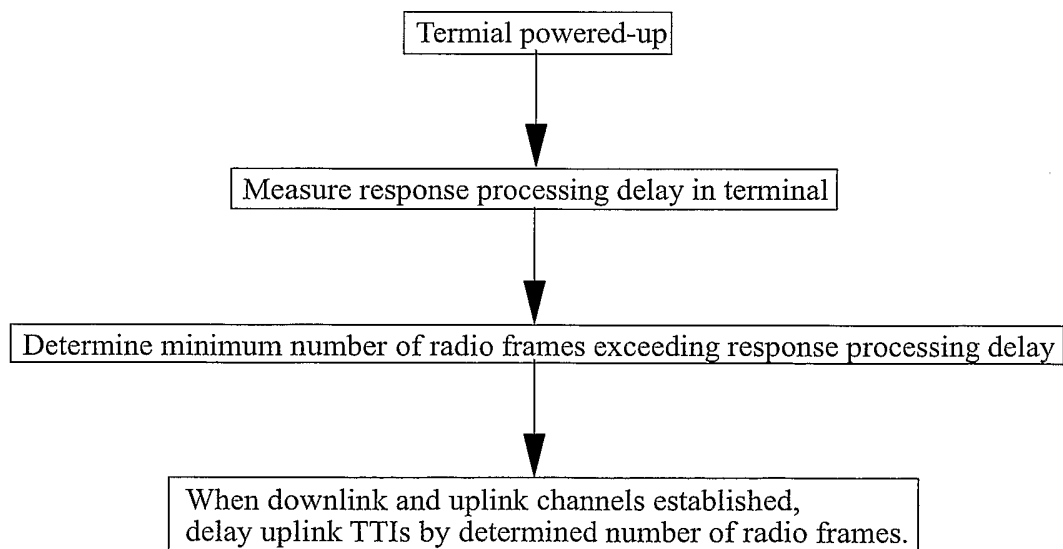 Termial powered-up
Measure response processing delay in terminal
Determine minimum number of radio frames exceeding response processing delay
When downlink and uplink channels established,
delay uplink TTIs by determined number of radio frames.